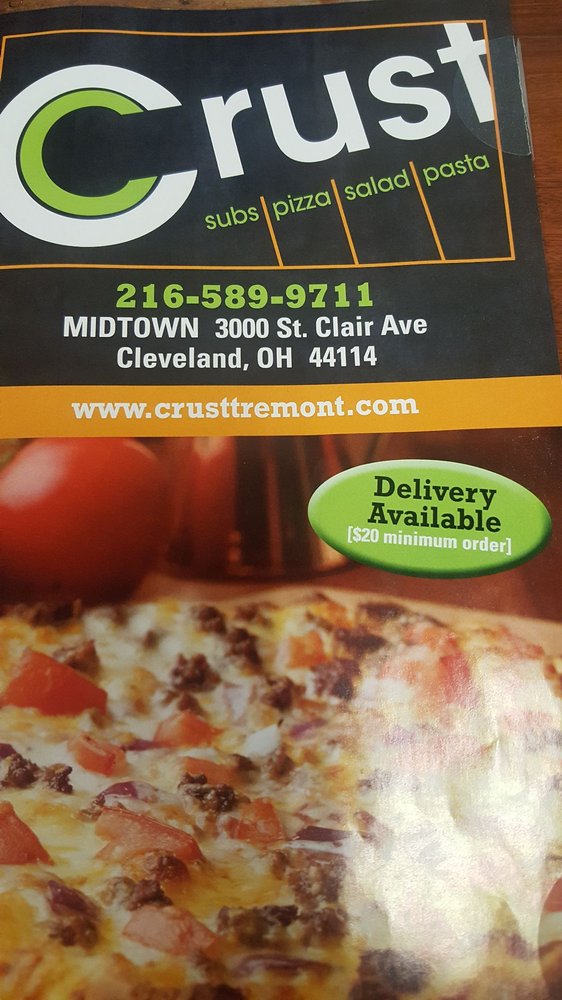 Crust
subs pizza salad pasta
216-589-9711
MIDTOWN 3000 St. Clair Ave
Cleveland, OH 44114
www.crusttremont.com
Delivery
Available
[$20 minimum order]